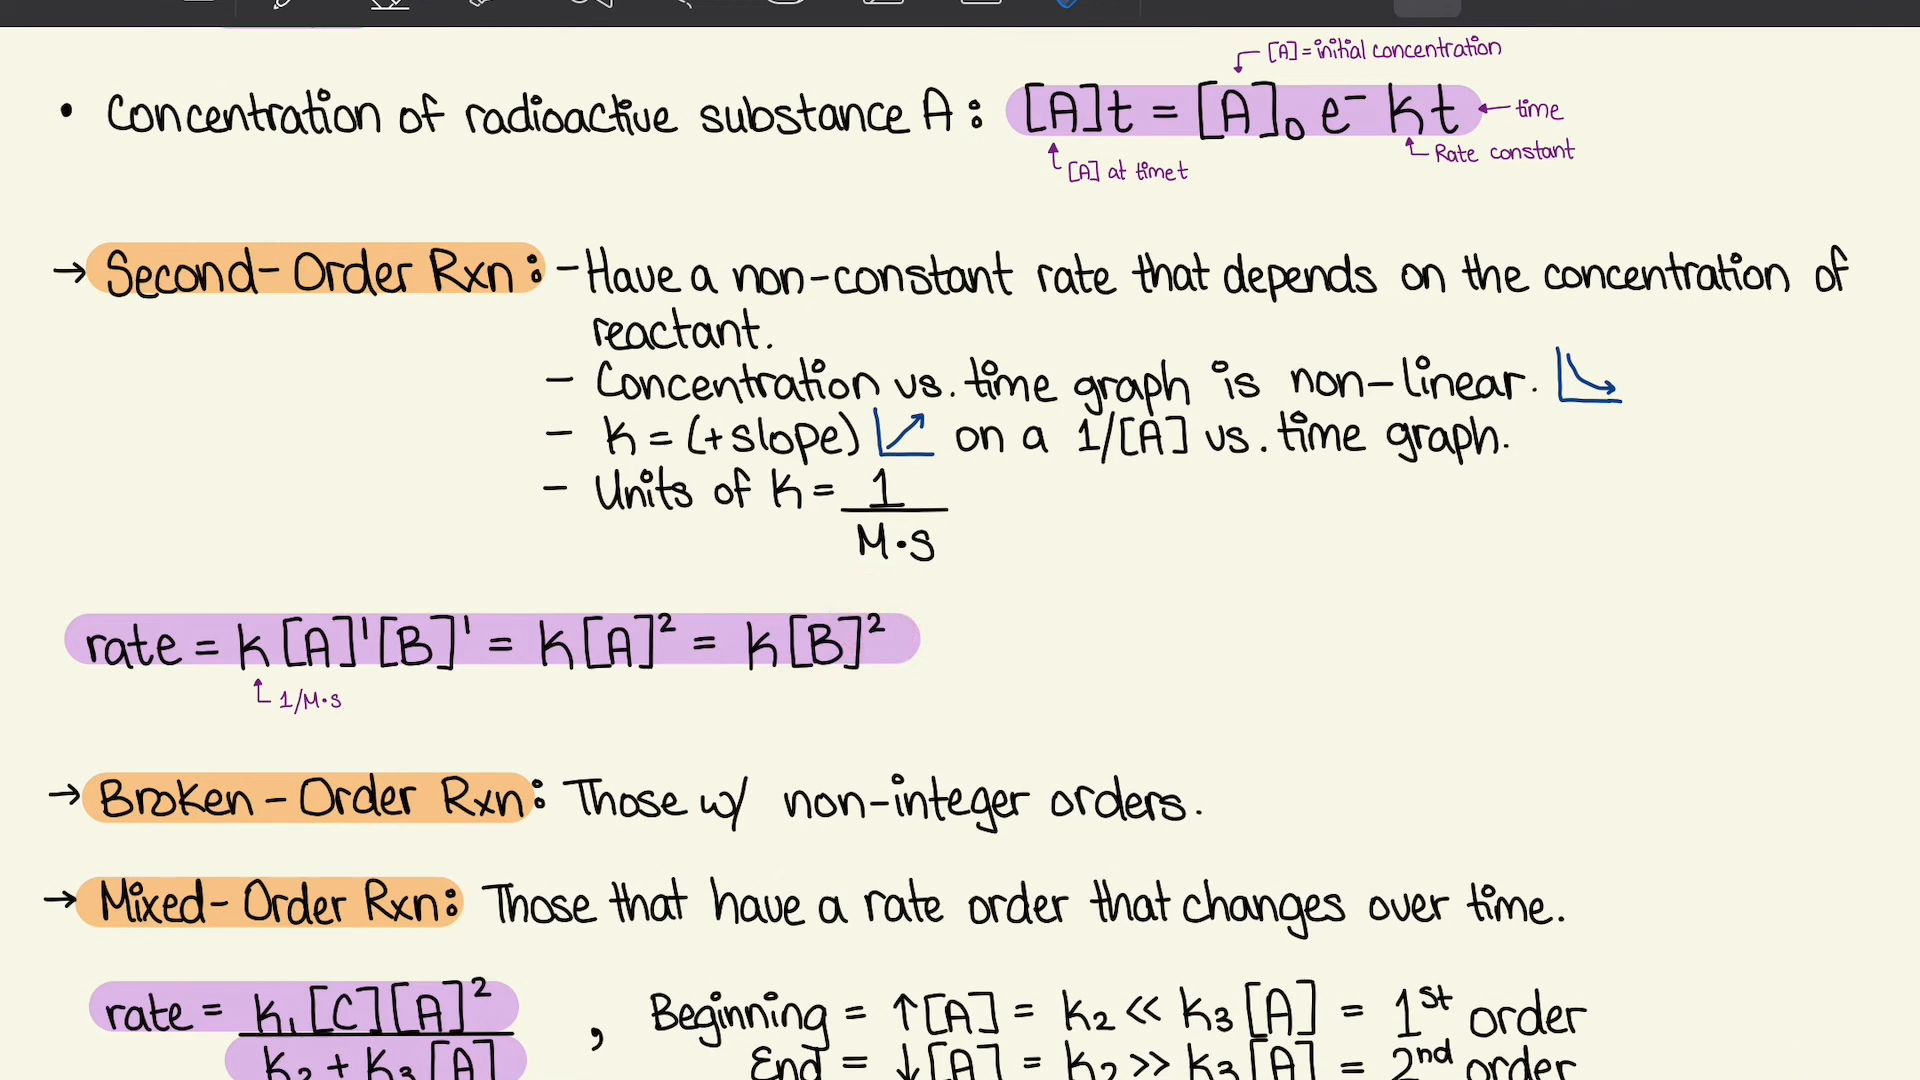 [A] = initial concentration
• Concentration of radioactive substance A: [A]t = [A]₀ e⁻ kt ← time
[A] at time t
Rate constant
→ Second-Order Rxn: - Have a non-constant rate that depends on the concentration of
reactant.
- Concentration vs. time graph is non-linear.
- k = (+slope) on a 1/[A] vs. time graph.
- Units of k = 1
M·s
rate = k[A]¹[B]¹ = k[A]² = k[B]²
1/M·s
→ Broken-Order Rxn: Those w/ non-integer orders.
→ Mixed-Order Rxn: Those that have a rate order that changes over time.
rate = k₁[C][A]² , Beginning = ↑[A] = k₂ << k₃[A] = 1st order
k₂ + k₃[A] End = ↓[A] = k₂ >> k₃[A] = 2nd order